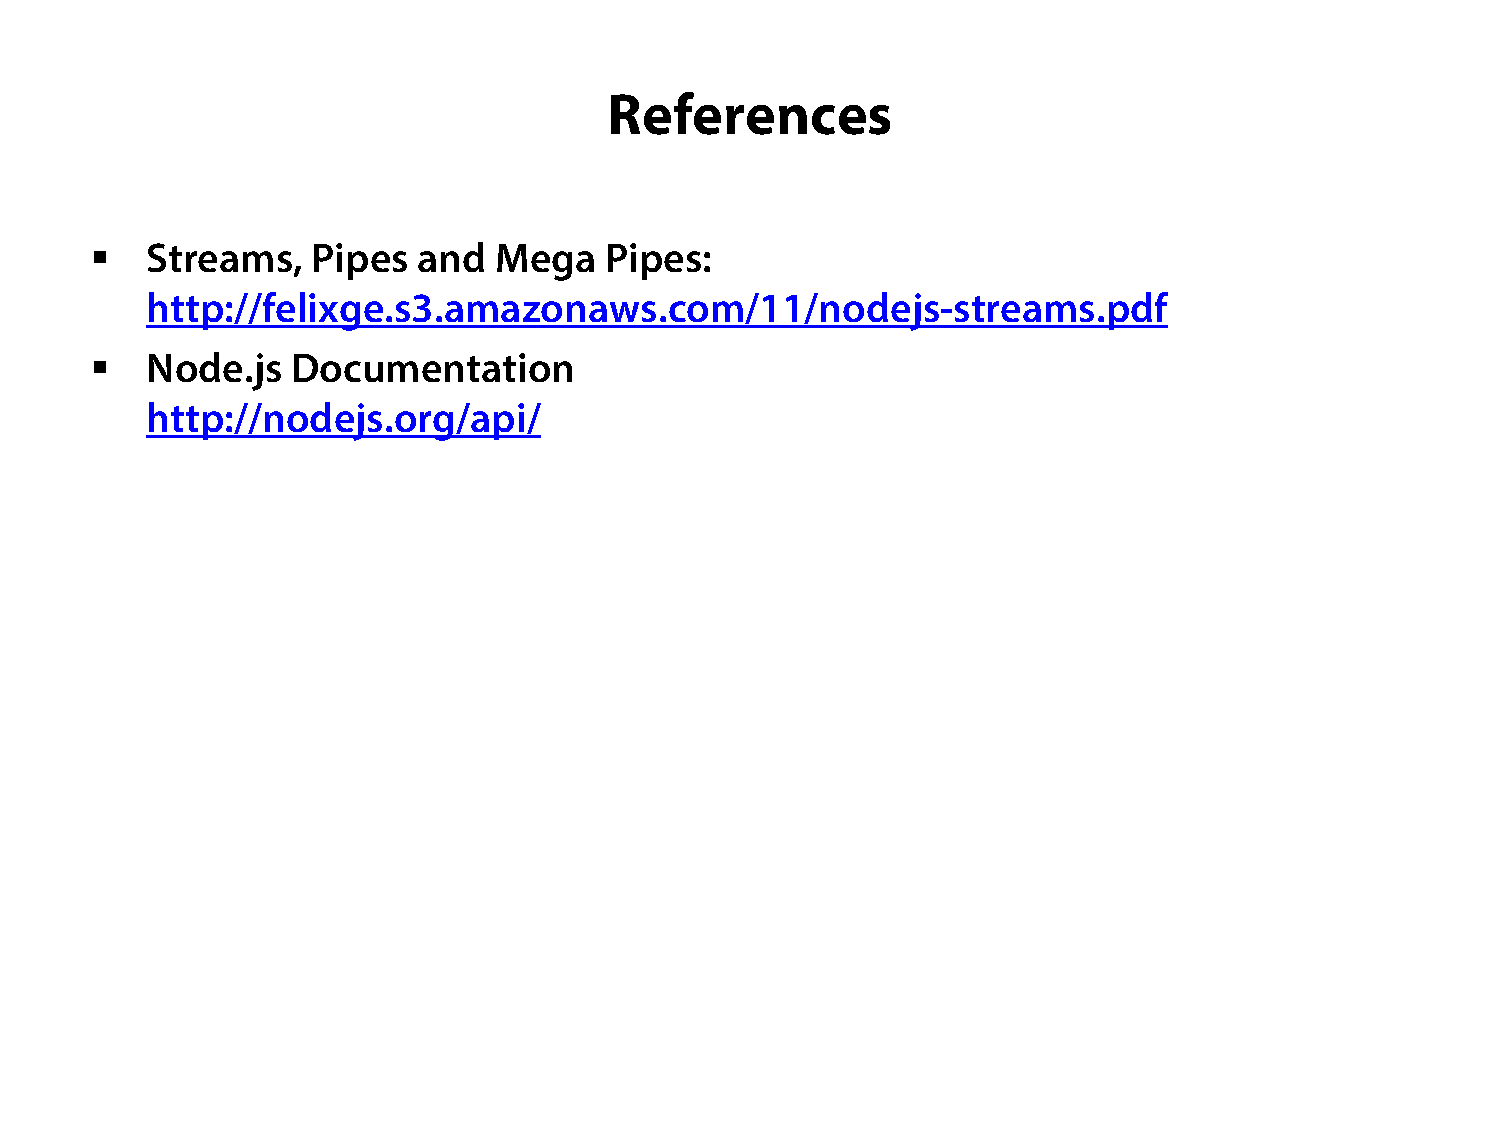 References
▪ Streams, Pipes and Mega Pipes:
http://felixge.s3.amazonaws.com/11/nodejs-streams.pdf
▪ Node.js Documentation
http://nodejs.org/api/